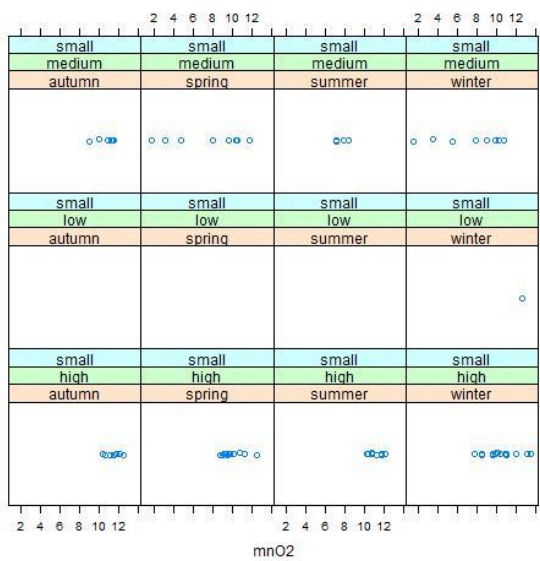 2 4 6 8 10 12 2 4 6 8 10 12
small small small small
medium medium medium medium
autumn spring summer winter
small small small small
low low low low
autumn spring summer winter
small small small small
high high high high
autumn spring summer winter
2 4 6 8 10 12 2 4 6 8 10 12
mnO2